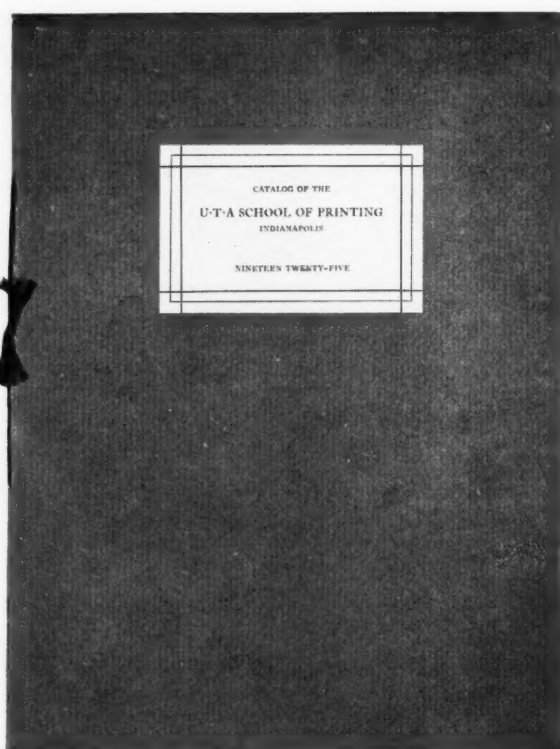 CATALOG OF THE
U·T·A SCHOOL OF PRINTING
INDIANAPOLIS
NINETEEN TWENTY-FIVE